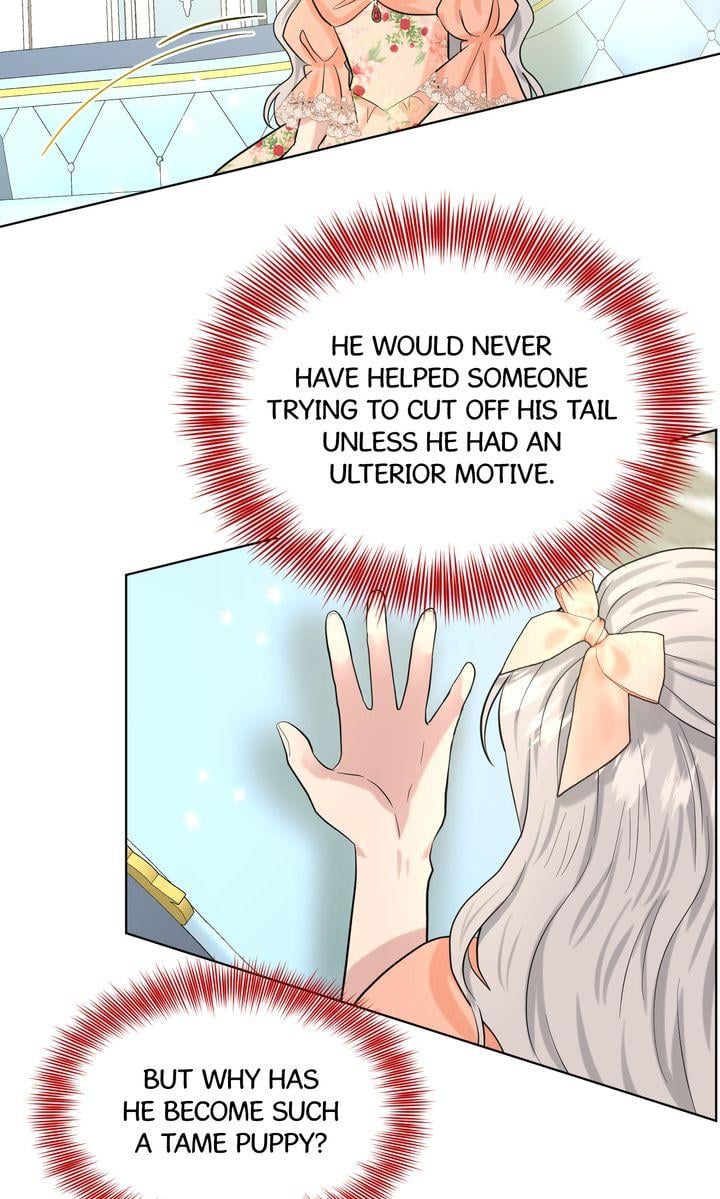 HE WOULD NEVER
HAVE HELPED SOMEONE
TRYING TO CUT OFF HIS TAIL
UNLESS HE HAD AN
ULTERIOR MOTIVE.
BUT WHY HAS
HE BECOME SUCH
A TAME PUPPY?